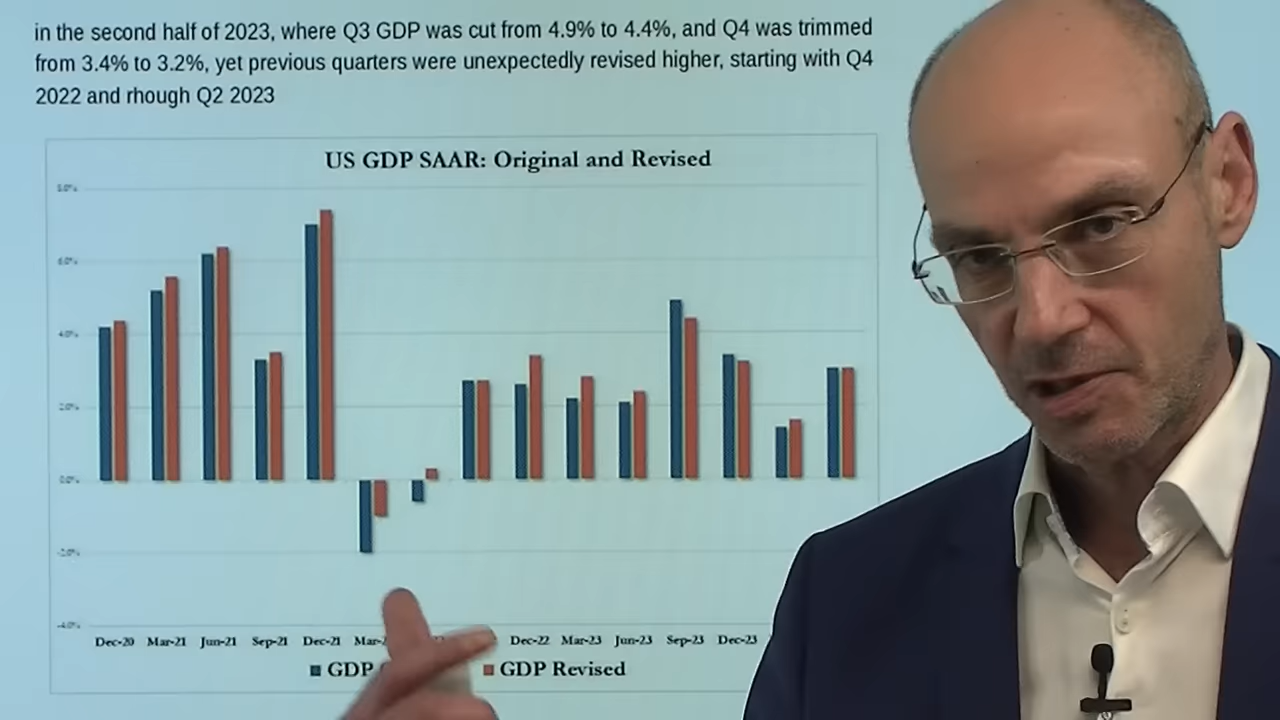 in the second half of 2023, where Q3 GDP was cut from 4.9% to 4.4%, and Q4 was trimmed
from 3.4% to 3.2%, yet previous quarters were unexpectedly revised higher, starting with Q4
2022 and rhough Q2 2023
US GDP SAAR: Original and Revised
8.0%
6.0%
4.0%
2.0%
0.0%
-2.0%
-4.0%
Dec-20 Mar-21 Jun-21 Sep-21 Dec-21 Mar-2 Dec-22 Mar-23 Jun-23 Sep-23 Dec-23
GDP GDP Revised